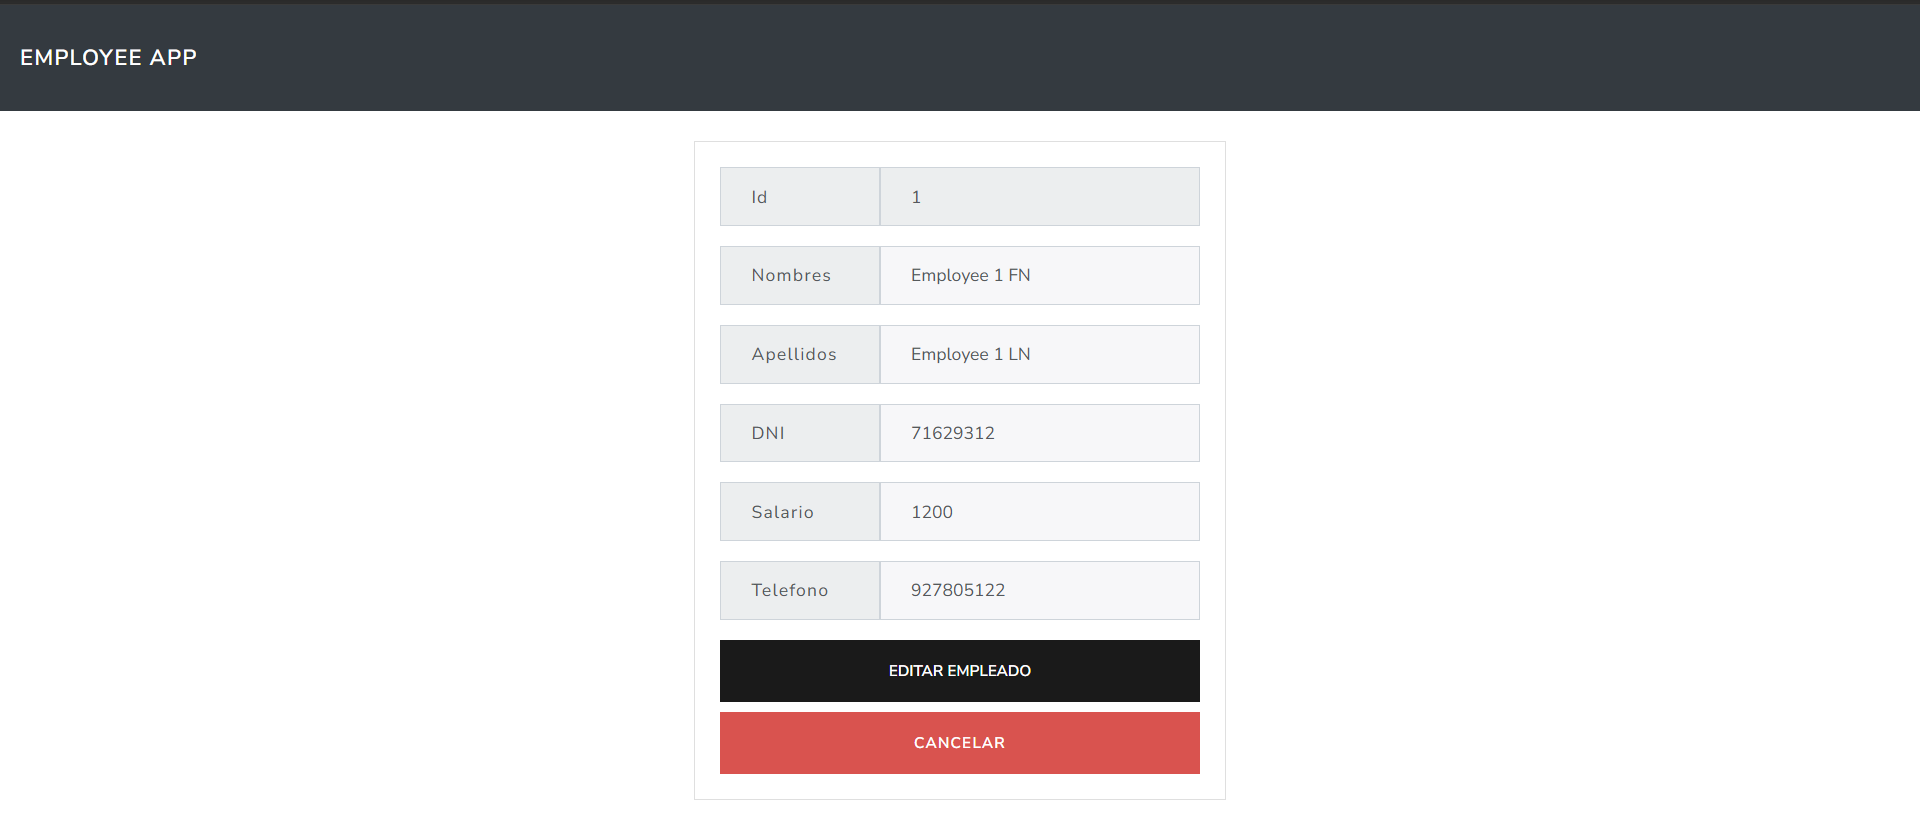 EMPLOYEE APP
Id 1
Nombres Employee 1 FN
Apellidos Employee 1 LN
DNI 71629312
Salario 1200
Telefono 927805122
EDITAR EMPLEADO
CANCELAR